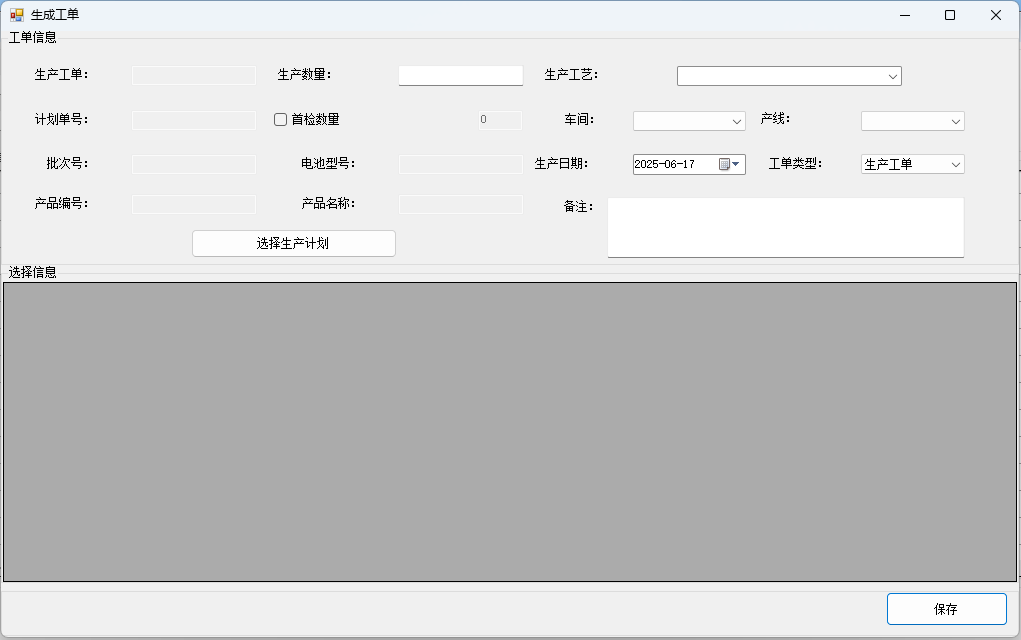 生成工单
工单信息
生产工单： 生产数量： 生产工艺：
计划单号： 首检数量 0 车间： 产线：
批次号： 电池型号： 生产日期： 2025-06-17 工单类型： 生产工单
产品编号： 产品名称： 备注：
选择生产计划
选择信息
保存